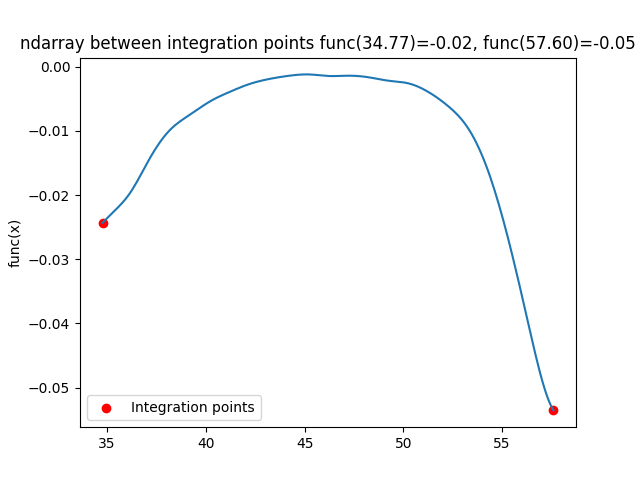 ndarray between integration points func(34.77)=-0.02, func(57.60)=-0.05
0.00
−0.01
−0.02
−0.03
−0.04
−0.05
func(x)
Integration points
35 40 45 50 55